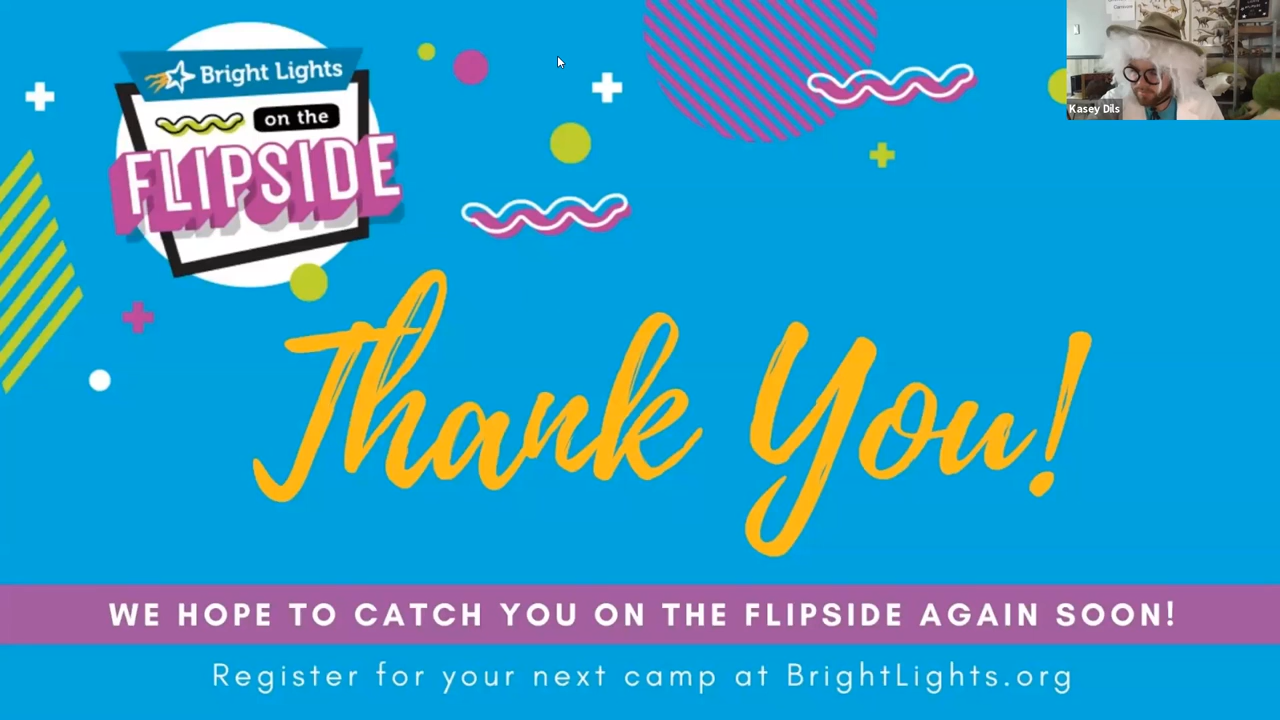 Bright Lights
on the
FLIPSIDE
Kasey Dils
Thank You!
WE HOPE TO CATCH YOU ON THE FLIPSIDE AGAIN SOON!
Register for your next camp at BrightLights.org